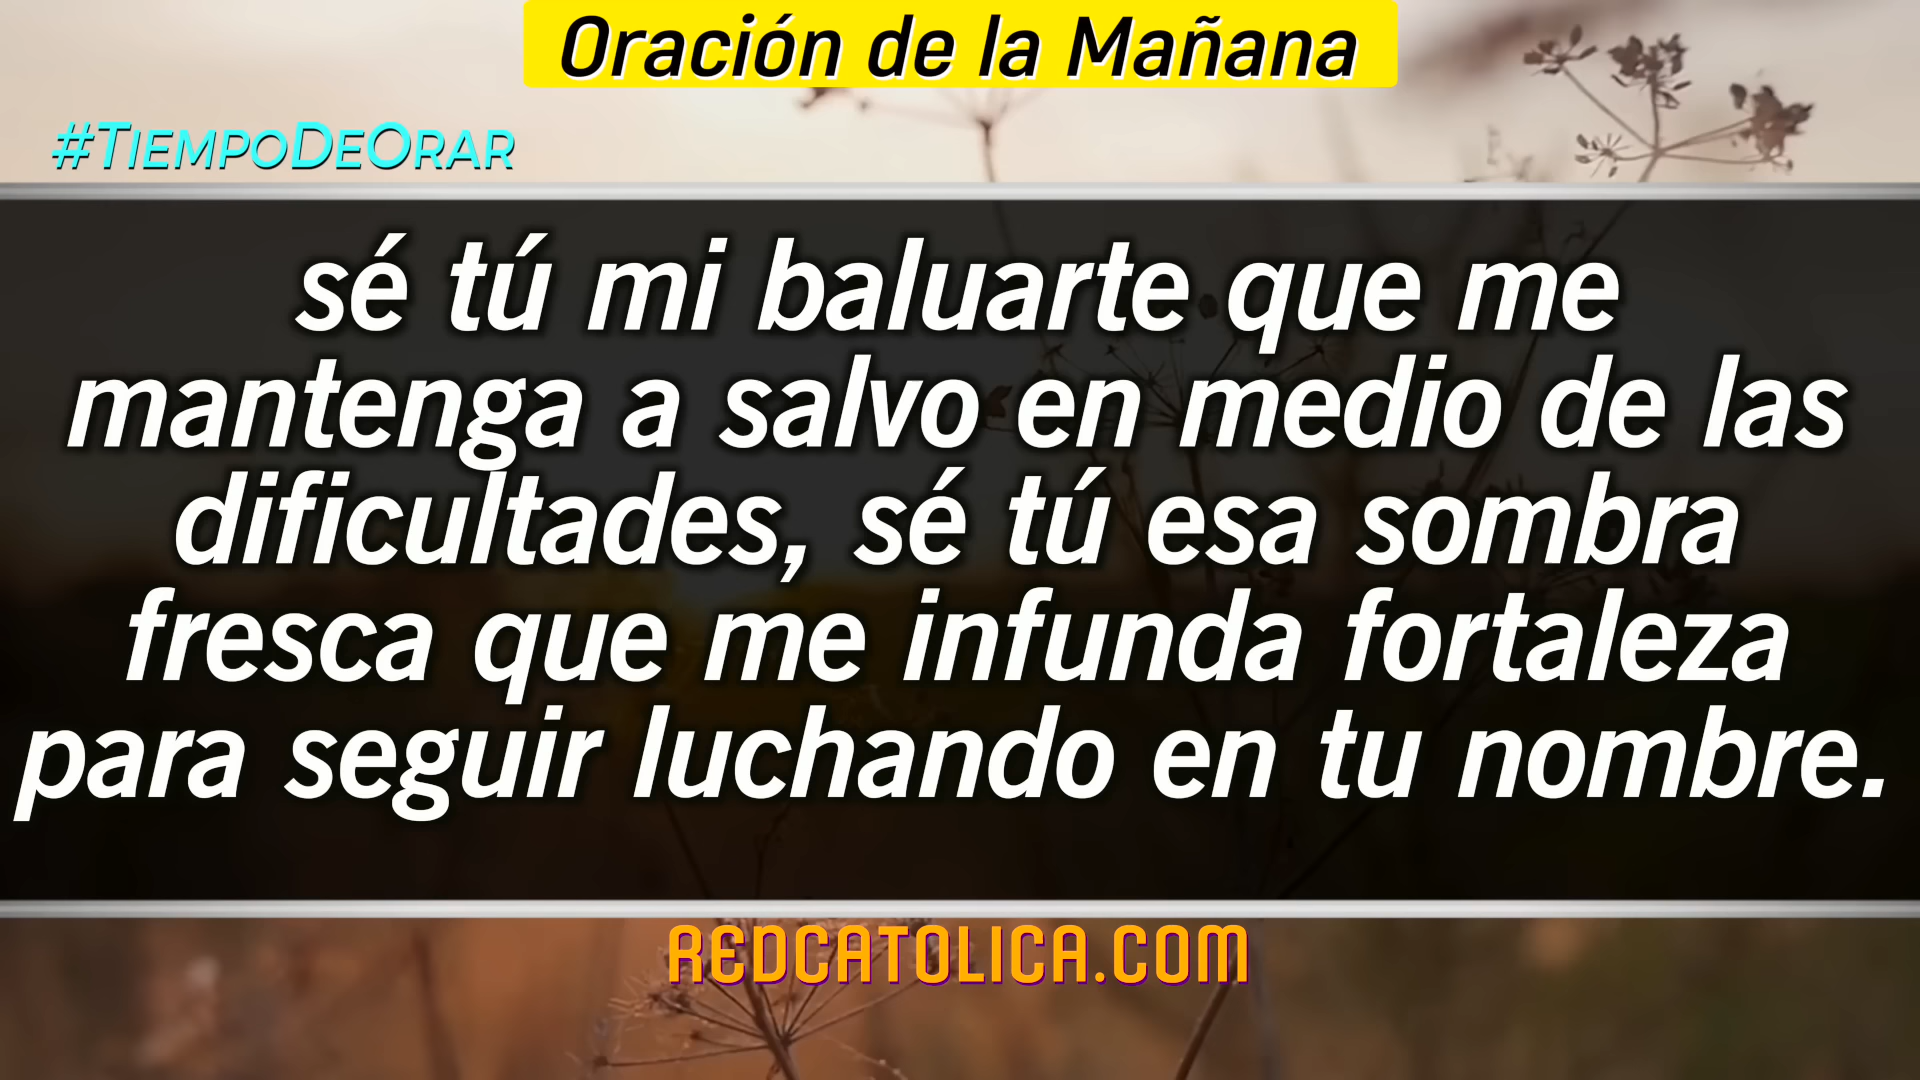 Oración de la Mañana
#TiempoDeOrar
sé tú mi baluarte que me
mantenga a salvo en medio de las
dificultades, sé tú esa sombra
fresca que me infunda fortaleza
para seguir luchando en tu nombre.
REDCATOLICA.COM